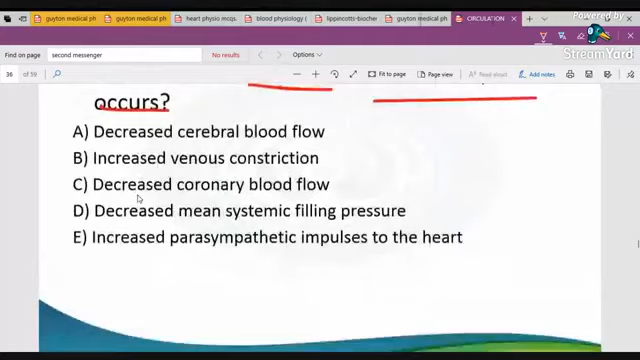 guyton medical ph
guyton medical ph
heart physio mcqs.
blood physiology (
lippincotts-biocher
guyton medical ph
CIRCULATION
Powered by
StreamYard
Find on page
second messenger
No results
Options
36 of 59
Fit to page
Page view
Read aloud
Add notes
occurs?
A) Decreased cerebral blood flow
B) Increased venous constriction
C) Decreased coronary blood flow
D) Decreased mean systemic filling pressure
E) Increased parasympathetic impulses to the heart